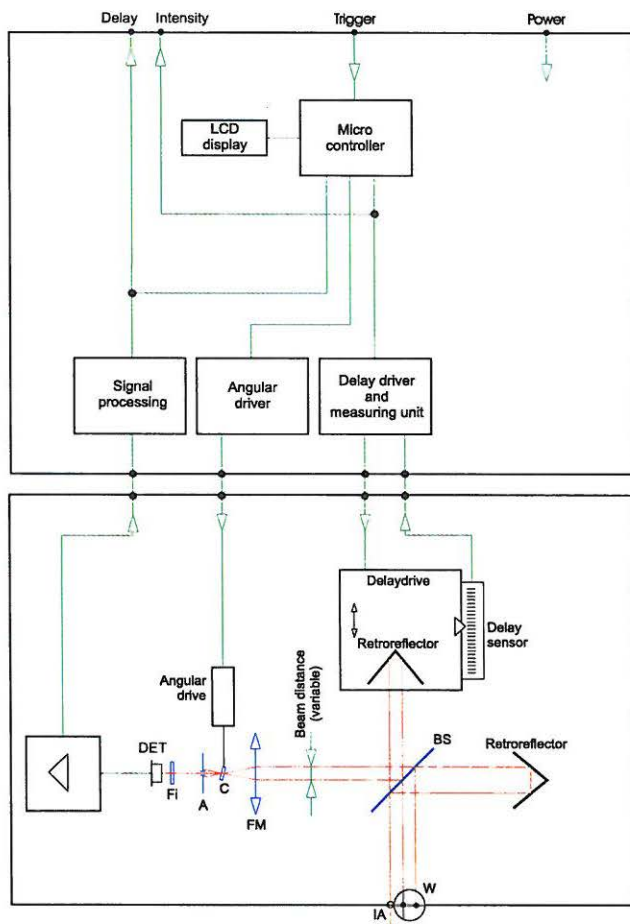 Delay Intensity Trigger Power
LCD
display
Micro
controller
Signal
processing
Angular
driver
Delay driver
and
measuring unit
Delaydrive
Retroreflector
Delay
sensor
Angular
drive
Beam distance
(variable)
BS
Retroreflector
DET
Fi
A
C
FM
W
IA